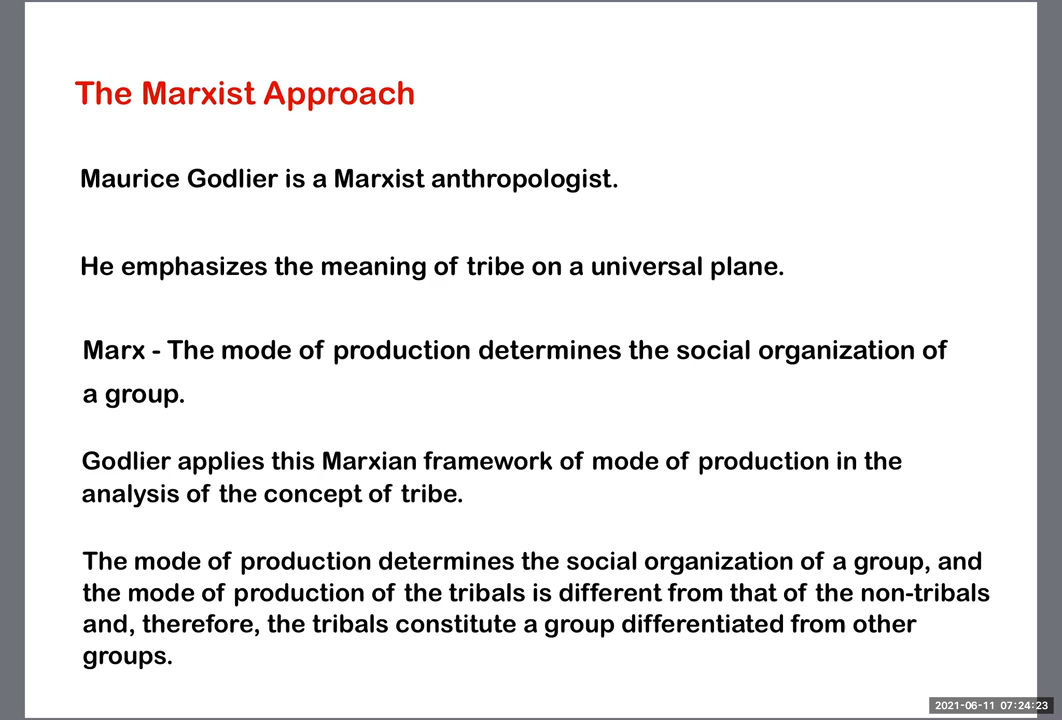 The Marxist Approach
Maurice Godlier is a Marxist anthropologist.
He emphasizes the meaning of tribe on a universal plane.
Marx - The mode of production determines the social organization of
a group.
Godlier applies this Marxian framework of mode of production in the
analysis of the concept of tribe.
The mode of production determines the social organization of a group, and
the mode of production of the tribals is different from that of the non-tribals
and, therefore, the tribals constitute a group differentiated from other
groups.
2021-06-11 07:24:23